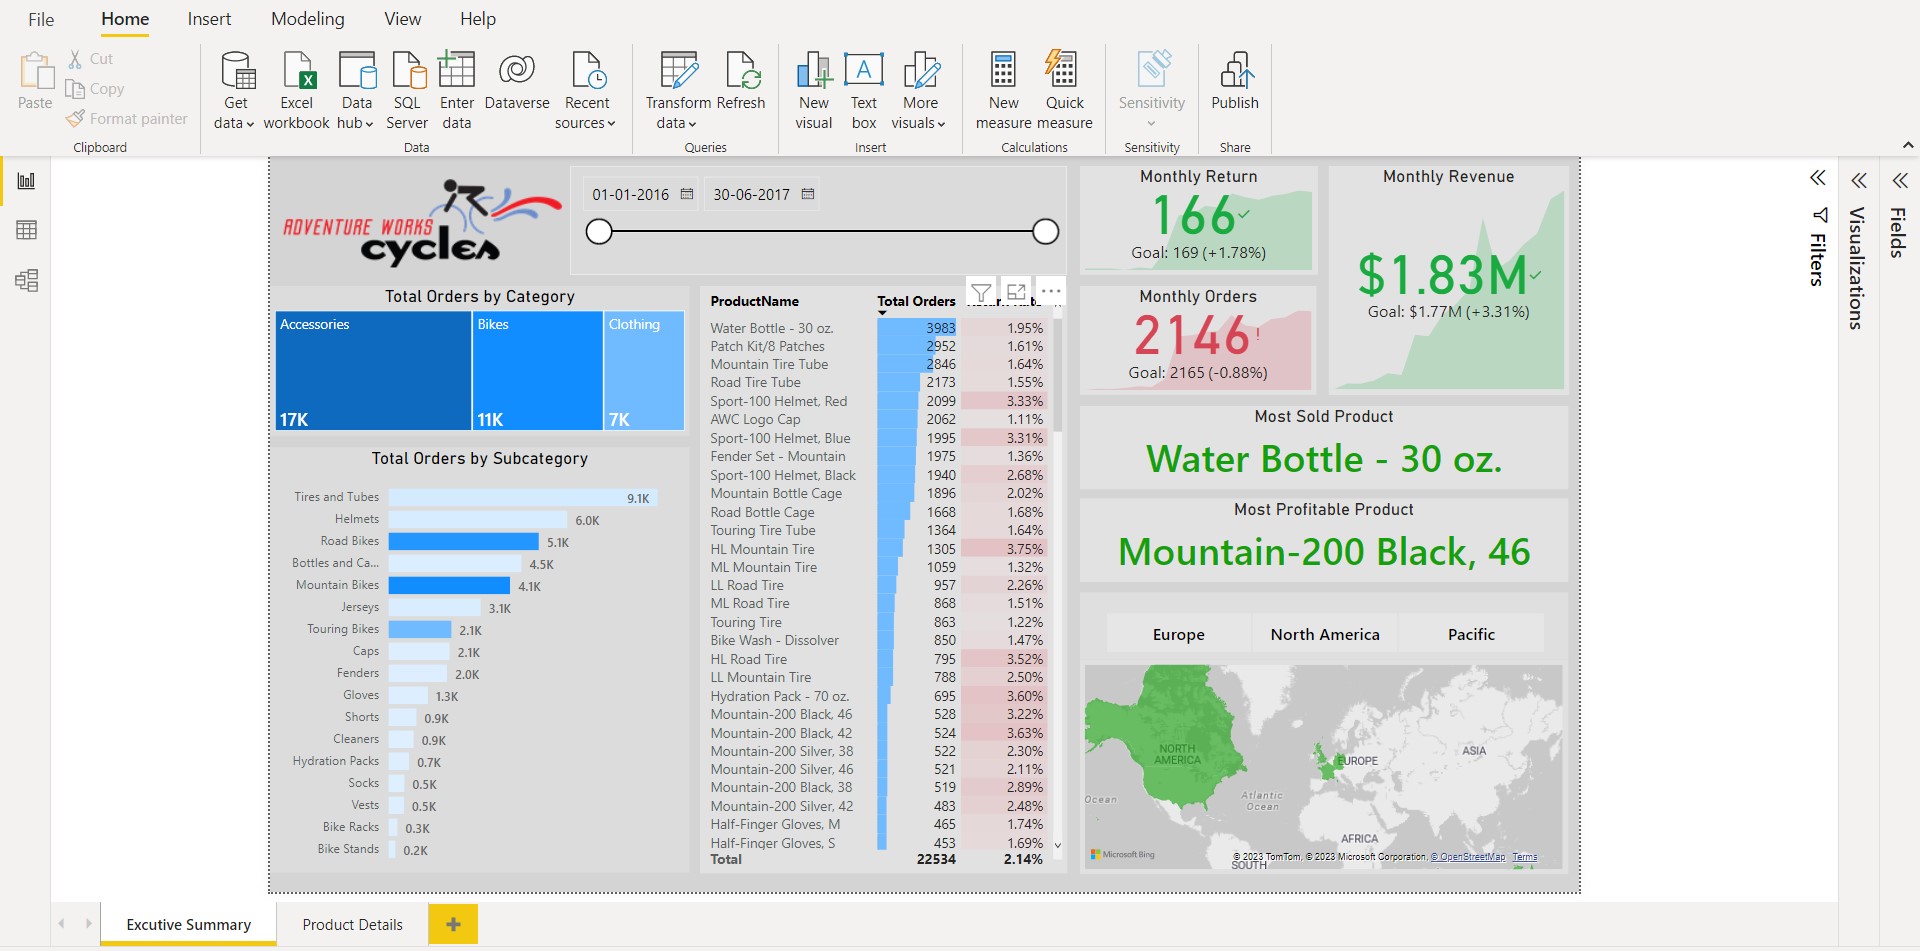 File Home Insert Modeling View Help
Paste
Cut
Copy
Format painter
Clipboard
Get data
Excel workbook
Data hub
SQL Server
Enter data
Dataverse
Recent sources
Data
Transform data
Refresh
Queries
New visual
Text box
More visuals
Insert
New measure
Quick measure
Calculations
Sensitivity
Sensitivity
Publish
Share
ADVENTURE WORKS
cycles
01-01-2016
30-06-2017
Total Orders by Category
Accessories
17K
Bikes
11K
Clothing
7K
Total Orders by Subcategory
Tires and Tubes 9.1K
Helmets 6.0K
Road Bikes 5.1K
Bottles and Ca... 4.5K
Mountain Bikes 4.1K
Jerseys 3.1K
Touring Bikes 2.1K
Caps 2.1K
Fenders 2.0K
Gloves 1.3K
Shorts 0.9K
Cleaners 0.9K
Hydration Packs 0.7K
Socks 0.5K
Vests 0.5K
Bike Racks 0.3K
Bike Stands 0.2K
ProductName Total Orders
Water Bottle - 30 oz. 3983 1.95%
Patch Kit/8 Patches 2952 1.61%
Mountain Tire Tube 2846 1.64%
Road Tire Tube 2173 1.55%
Sport-100 Helmet, Red 2099 3.33%
AWC Logo Cap 2062 1.11%
Sport-100 Helmet, Blue 1995 3.31%
Fender Set - Mountain 1975 1.36%
Sport-100 Helmet, Black 1940 2.68%
Mountain Bottle Cage 1896 2.02%
Road Bottle Cage 1668 1.68%
Touring Tire Tube 1364 1.64%
HL Mountain Tire 1305 3.75%
ML Mountain Tire 1059 1.32%
LL Road Tire 957 2.26%
ML Road Tire 868 1.51%
Touring Tire 863 1.22%
Bike Wash - Dissolver 850 1.47%
HL Road Tire 795 3.52%
LL Mountain Tire 788 2.50%
Hydration Pack - 70 oz. 695 3.60%
Mountain-200 Black, 46 528 3.22%
Mountain-200 Black, 42 524 3.63%
Mountain-200 Silver, 38 522 2.30%
Mountain-200 Silver, 46 521 2.11%
Mountain-200 Black, 38 519 2.89%
Mountain-200 Silver, 42 483 2.48%
Half-Finger Gloves, M 465 1.74%
Half-Finger Gloves, S 453 1.69%
Total 22534 2.14%
Monthly Return
166
Goal: 169 (+1.78%)
Monthly Orders
2146!
Goal: 2165 (-0.88%)
Monthly Revenue
$1.83M
Goal: $1.77M (+3.31%)
Most Sold Product
Water Bottle - 30 oz.
Most Profitable Product
Mountain-200 Black, 46
Europe North America Pacific
NORTH AMERICA
EUROPE
ASIA
Ocean
Atlantic Ocean
AFRICA
SOUTH
Microsoft Bing
© 2023 TomTom, © 2023 Microsoft Corporation, © OpenStreetMap Terms
Filters
Visualizations
Fields
Excutive Summary
Product Details